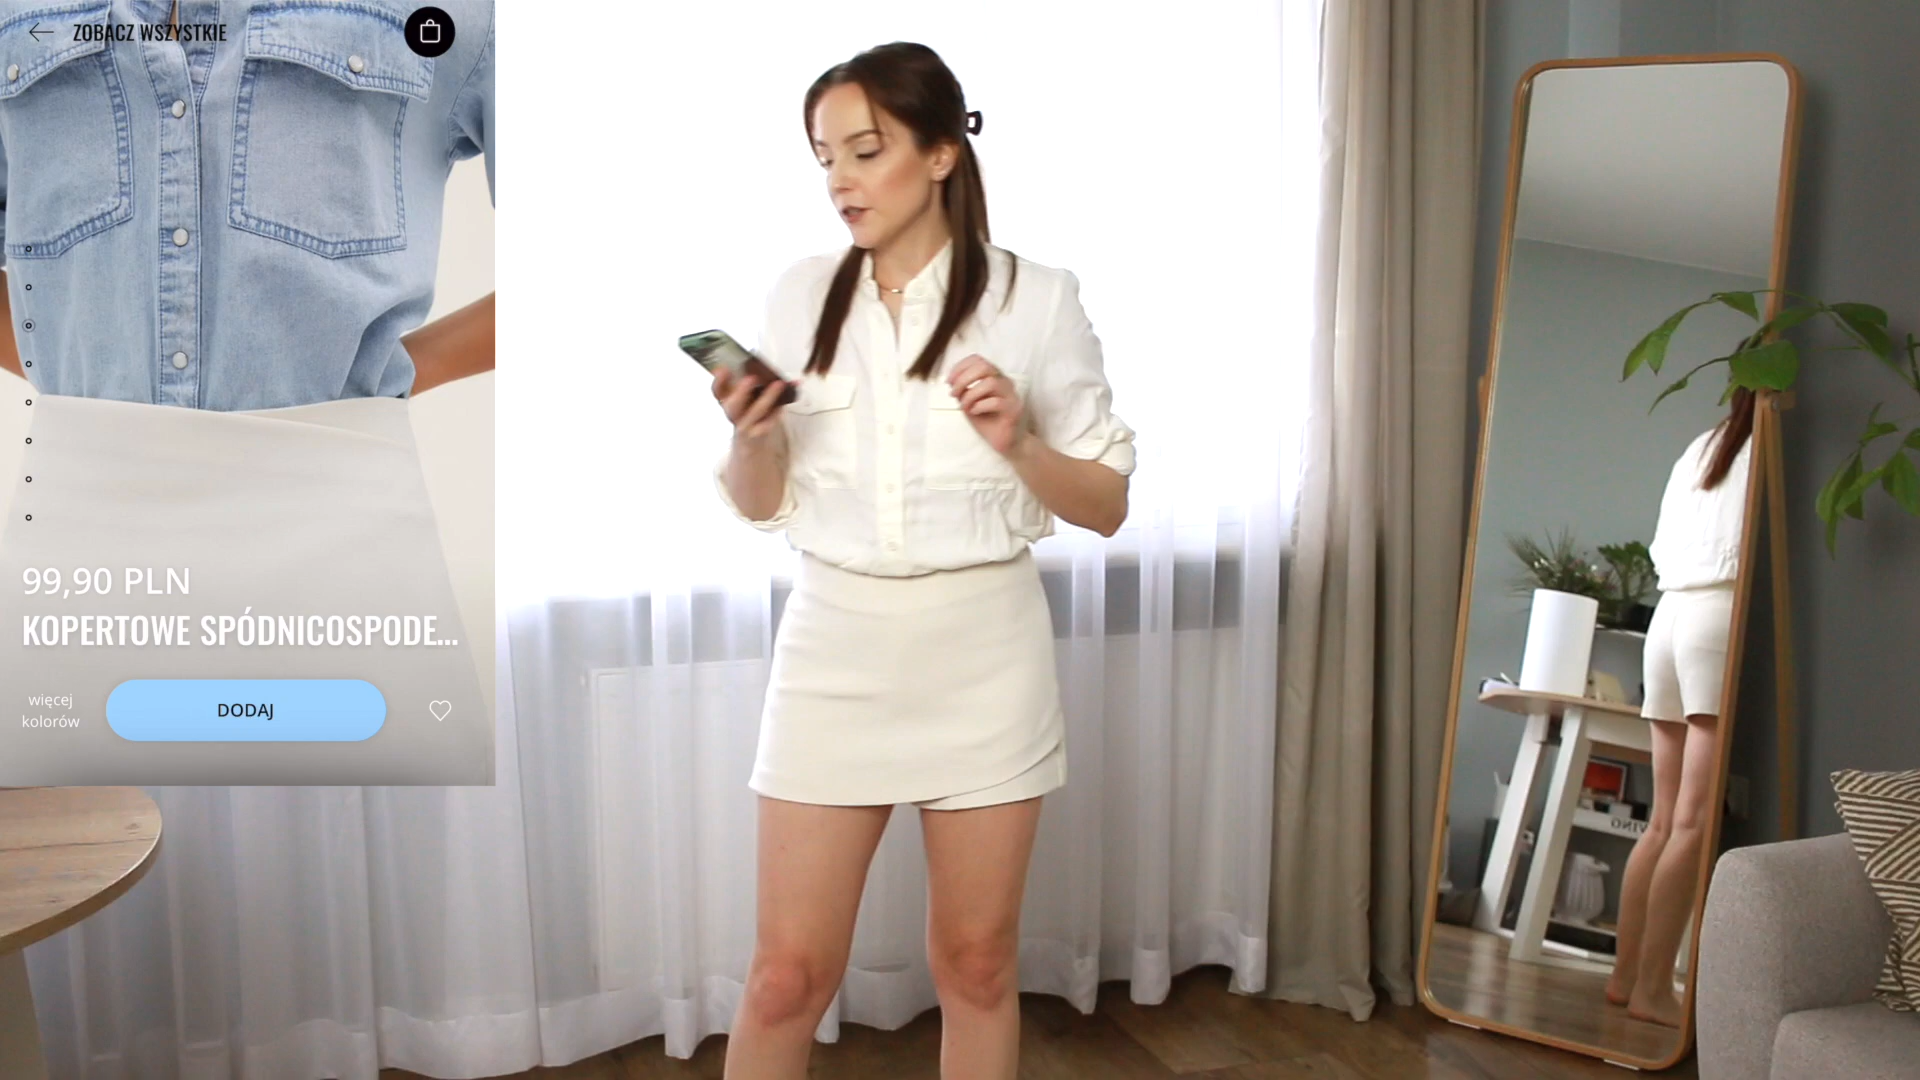 ZOBACZ WSZYSTKIE
99,90 PLN
KOPERTOWE SPÓDNICOSPODE...
więcej
kolorów
DODAJ